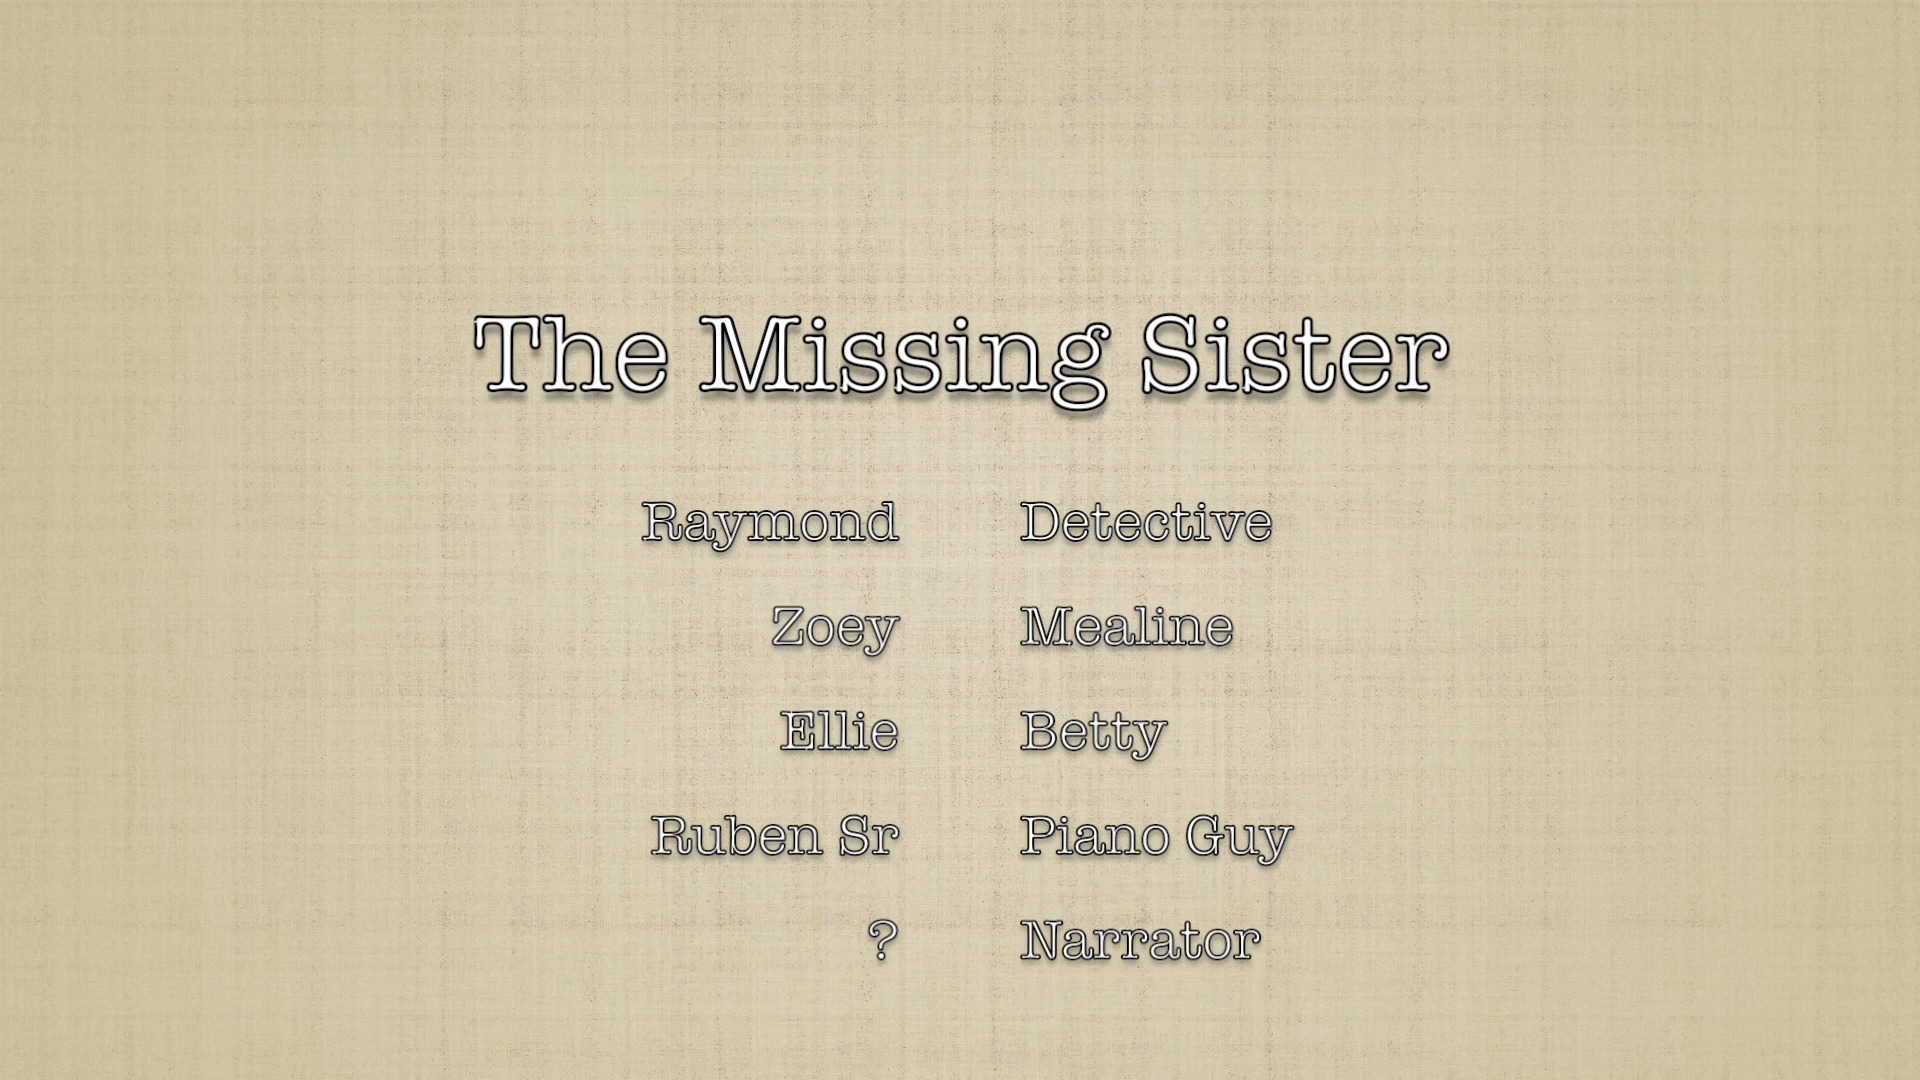 The Missing Sister
Raymond Detective
Zoey Mealine
Ellie Betty
Ruben Sr Piano Guy
? Narrator